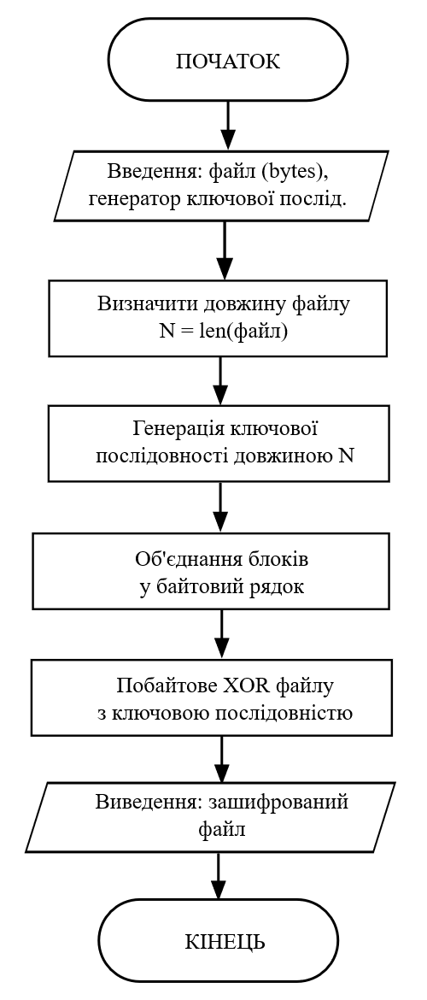 ПОЧАТОК
Введення: файл (bytes),
генератор ключової послід.
Визначити довжину файлу
N = len(файл)
Генерація ключової
послідовності довжиною N
Об'єднання блоків
у байтовий рядок
Побайтове XOR файлу
з ключовою послідовністю
Виведення: зашифрований
файл
КІНЕЦЬ